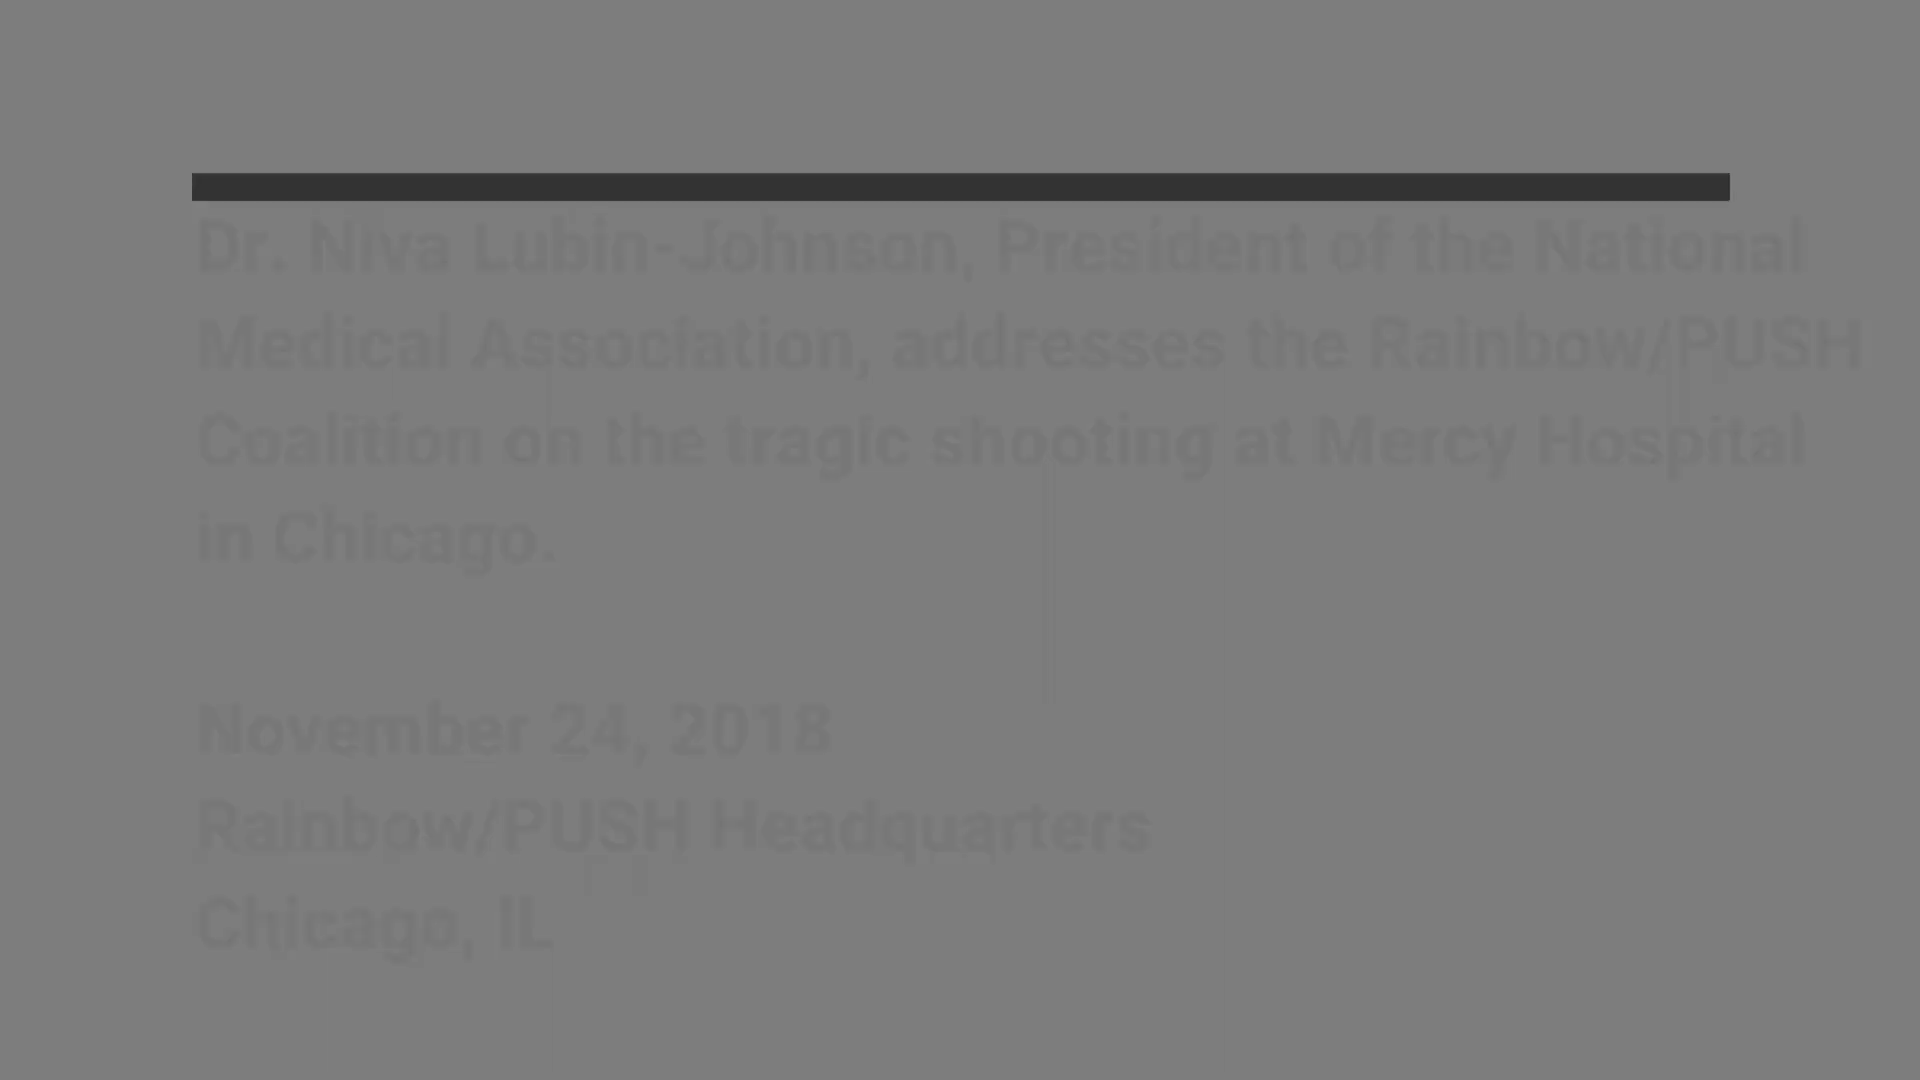 Dr. Niva Lubin-Johnson, President of the National
Medical Association, addresses the Rainbow/PUSH
Coalition on the tragic shooting at Mercy Hospital
in Chicago.
November 24, 2018
Rainbow/PUSH Headquarters
Chicago, IL